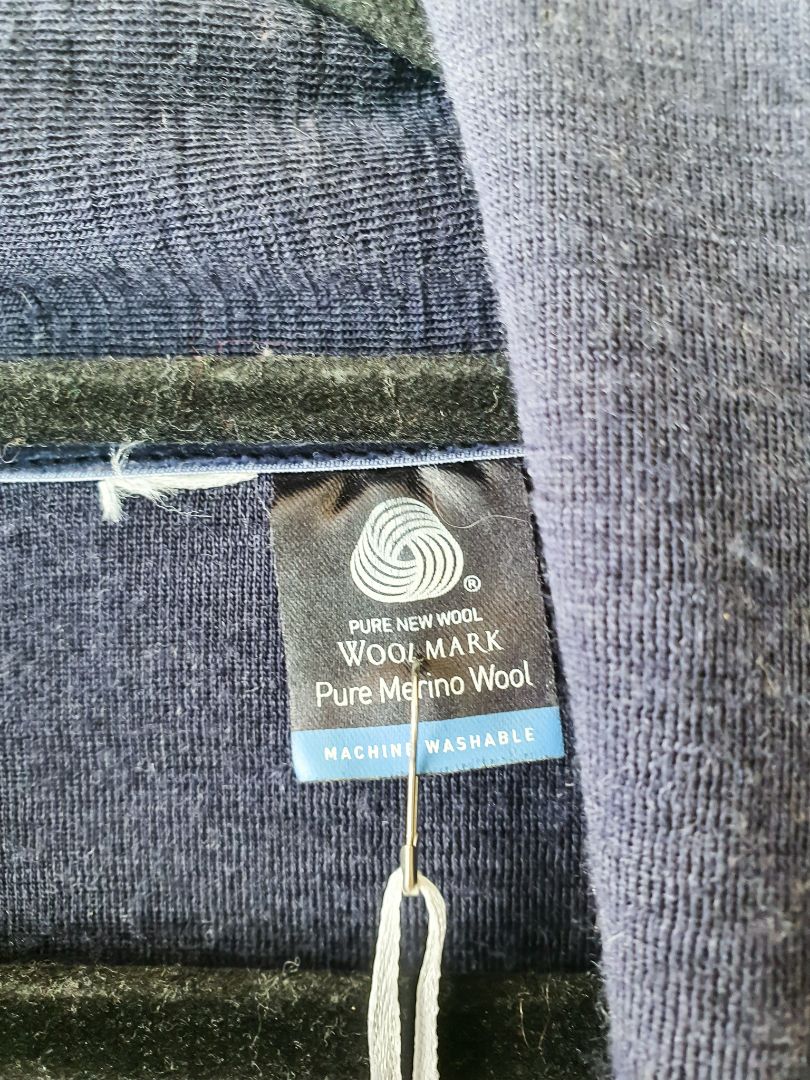 ®
PURE NEW WOOL
WOOLMARK
Pure Merino Wool
MACHINE WASHABLE